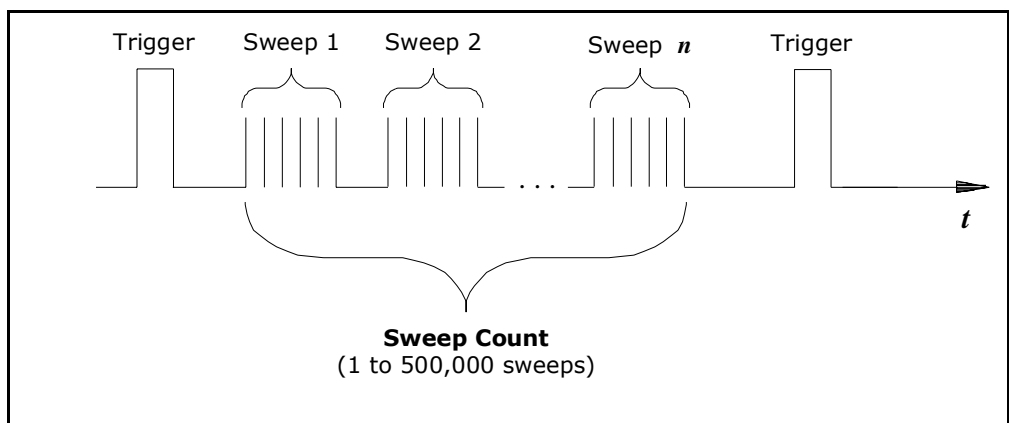 Trigger Sweep 1 Sweep 2 Sweep n Trigger
. . .
t
Sweep Count
(1 to 500,000 sweeps)